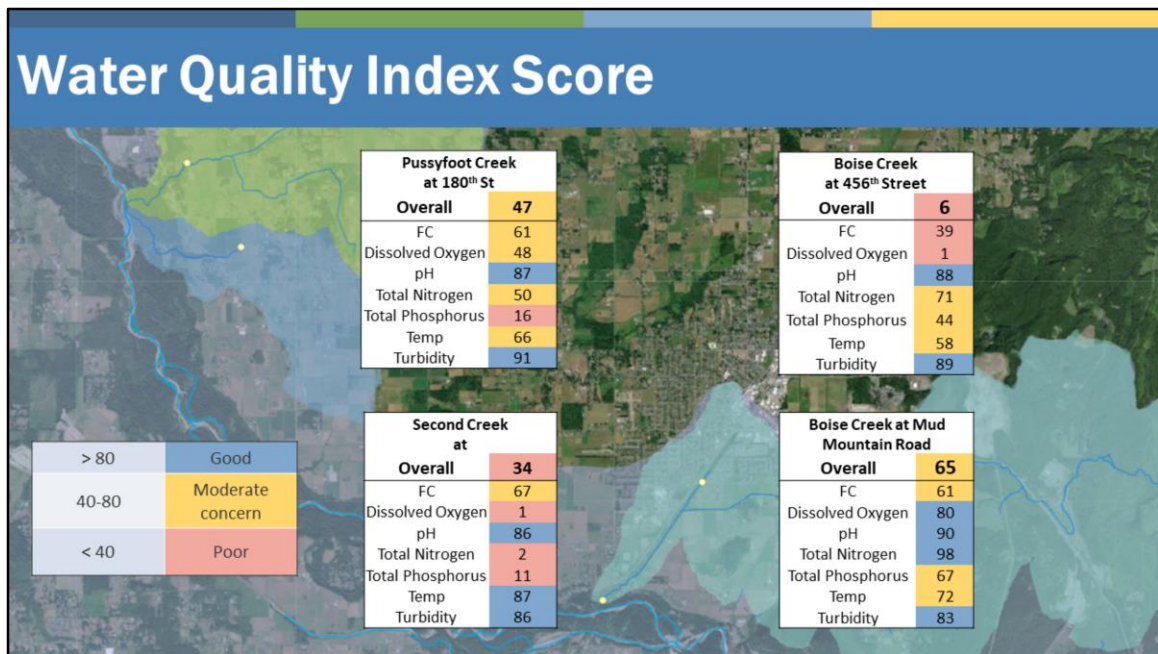 Water Quality Index Score
Pussyfoot Creek
at 180th St
Overall 47
FC 61
Dissolved Oxygen 48
pH 87
Total Nitrogen 50
Total Phosphorus 16
Temp 66
Turbidity 91
Boise Creek
at 456th Street
Overall 6
FC 39
Dissolved Oxygen 1
pH 88
Total Nitrogen 71
Total Phosphorus 44
Temp 58
Turbidity 89
> 80 Good
40-80 Moderate
concern
< 40 Poor
Second Creek
at
Overall 34
FC 67
Dissolved Oxygen 1
pH 86
Total Nitrogen 2
Total Phosphorus 11
Temp 87
Turbidity 86
Boise Creek at Mud
Mountain Road
Overall 65
FC 61
Dissolved Oxygen 80
pH 90
Total Nitrogen 98
Total Phosphorus 67
Temp 72
Turbidity 83